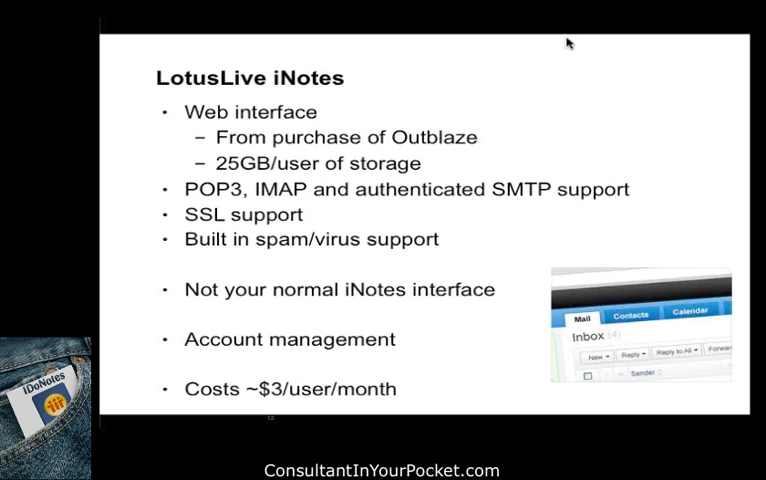 LotusLive iNotes
• Web interface
– From purchase of Outblaze
– 25GB/user of storage
• POP3, IMAP and authenticated SMTP support
• SSL support
• Built in spam/virus support
• Not your normal iNotes interface
Mail Contacts Calendar
Inbox (4)
New Reply Reply to All Forward
Sender
• Account management
• Costs ~$3/user/month
iDoNotes
ConsultantInYourPocket.com